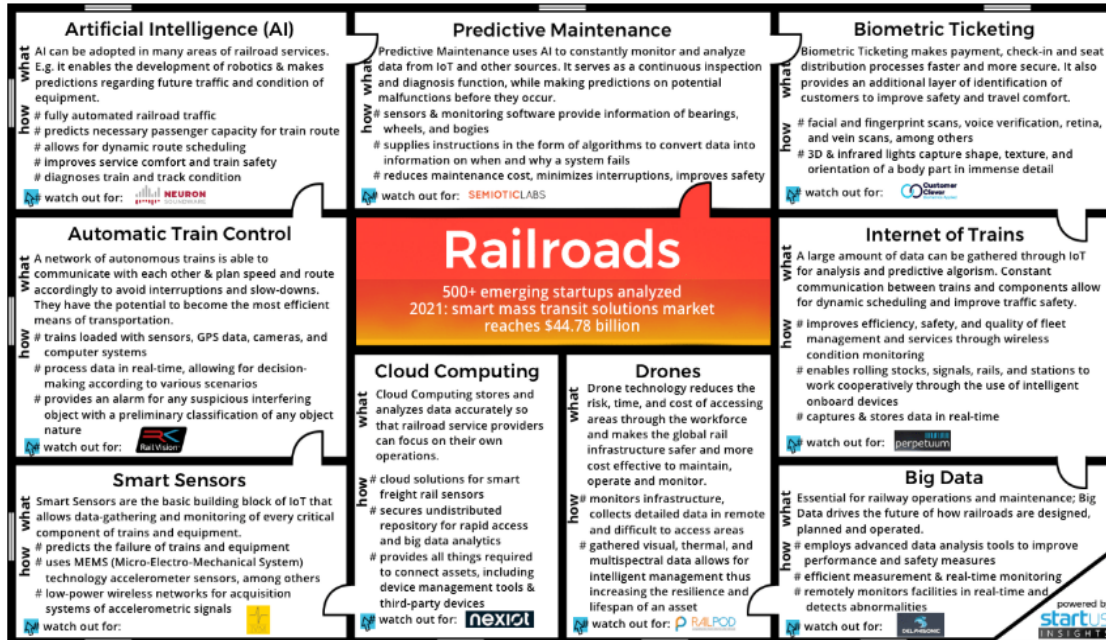 Artificial Intelligence (AI)
what
AI can be adopted in many areas of railroad services.
E.g. it enables the development of robotics & makes
predictions regarding future traffic and condition of
equipment.
how
# fully automated railroad traffic
# predicts necessary passenger capacity for train route
# allows for dynamic route scheduling
# improves service comfort and train safety
# diagnoses train and track condition
# watch out for: NEURON
SOUNDWARE
Predictive Maintenance
what
Predictive Maintenance uses AI to constantly monitor and analyze
data from IoT and other sources. It serves as a continuous inspection
and diagnosis function, while making predictions on potential
malfunctions before they occur.
how
# sensors & monitoring software provide information of bearings,
wheels, and bogies
# supplies instructions in the form of algorithms to convert data into
information on when and why a system fails
# reduces maintenance cost, minimizes interruptions, improves safety
# watch out for: SEMIOTICLABS
Biometric Ticketing
what
Biometric Ticketing makes payment, check-in and seat
distribution processes faster and more secure. It also
provides an additional layer of identification of
customers to improve safety and travel comfort.
how
# facial and fingerprint scans, voice verification, retina,
and vein scans, among others
# 3D & infrared lights capture shape, texture, and
orientation of a body part in immense detail
# watch out for: Customer
Clever
Automatic Train Control
what
A network of autonomous trains is able to
communicate with each other & plan speed and route
accordingly to avoid interruptions and slow-downs.
They have the potential to become the most efficient
means of transportation.
how
# trains loaded with sensors, GPS data, cameras, and
computer systems
# process data in real-time, allowing for decision-
making according to various scenarios
# provides an alarm for any suspicious interfering
object with a preliminary classification of any object
nature
# watch out for: Rail Vision
Railroads
500+ emerging startups analyzed
2021: smart mass transit solutions market
reaches $44.78 billion
Internet of Trains
what
A large amount of data can be gathered through IoT
for analysis and predictive algorism. Constant
communication between trains and components allow
for dynamic scheduling and improve traffic safety.
how
# improves efficiency, safety, and quality of fleet
management and services through wireless
condition monitoring
# enables rolling stocks, signals, rails, and stations to
work cooperatively through the use of intelligent
onboard devices
# captures & stores data in real-time
# watch out for: perpetuum
Smart Sensors
what
Smart Sensors are the basic building block of IoT that
allows data-gathering and monitoring of every critical
component of trains and equipment.
how
# predicts the failure of trains and equipment
# uses MEMS (Micro-Electro-Mechanical System)
technology accelerometer sensors, among others
# low-power wireless networks for acquisition
systems of accelerometric signals
# watch out for:
Cloud Computing
what
Cloud Computing stores and
analyzes data accurately so
that railroad service providers
can focus on their own
operations.
how
# cloud solutions for smart
freight rail sensors
# secures undistributed
repository for rapid access
and big data analytics
# provides all things required
to connect assets, including
device management tools &
third-party devices
# watch out for: nexiot
Drones
what
Drone technology reduces the
risk, time, and cost of accessing
areas through the workforce
and makes the global rail
infrastructure safer and more
cost effective to maintain,
operate and monitor.
how
# monitors infrastructure,
collects detailed data in remote
and difficult to access areas
# gathered visual, thermal, and
multispectral data allows for
intelligent management thus
increasing the resilience and
lifespan of an asset
# watch out for: RAILPOD
Big Data
what
Essential for railway operations and maintenance; Big
Data drives the future of how railroads are designed,
planned and operated.
how
# employs advanced data analysis tools to improve
performance and safety measures
# efficient measurement & real-time monitoring
# remotely monitors facilities in real-time and
detects abnormalities
# watch out for: DELPHISONIC
powered by
startus
INSIGHTS